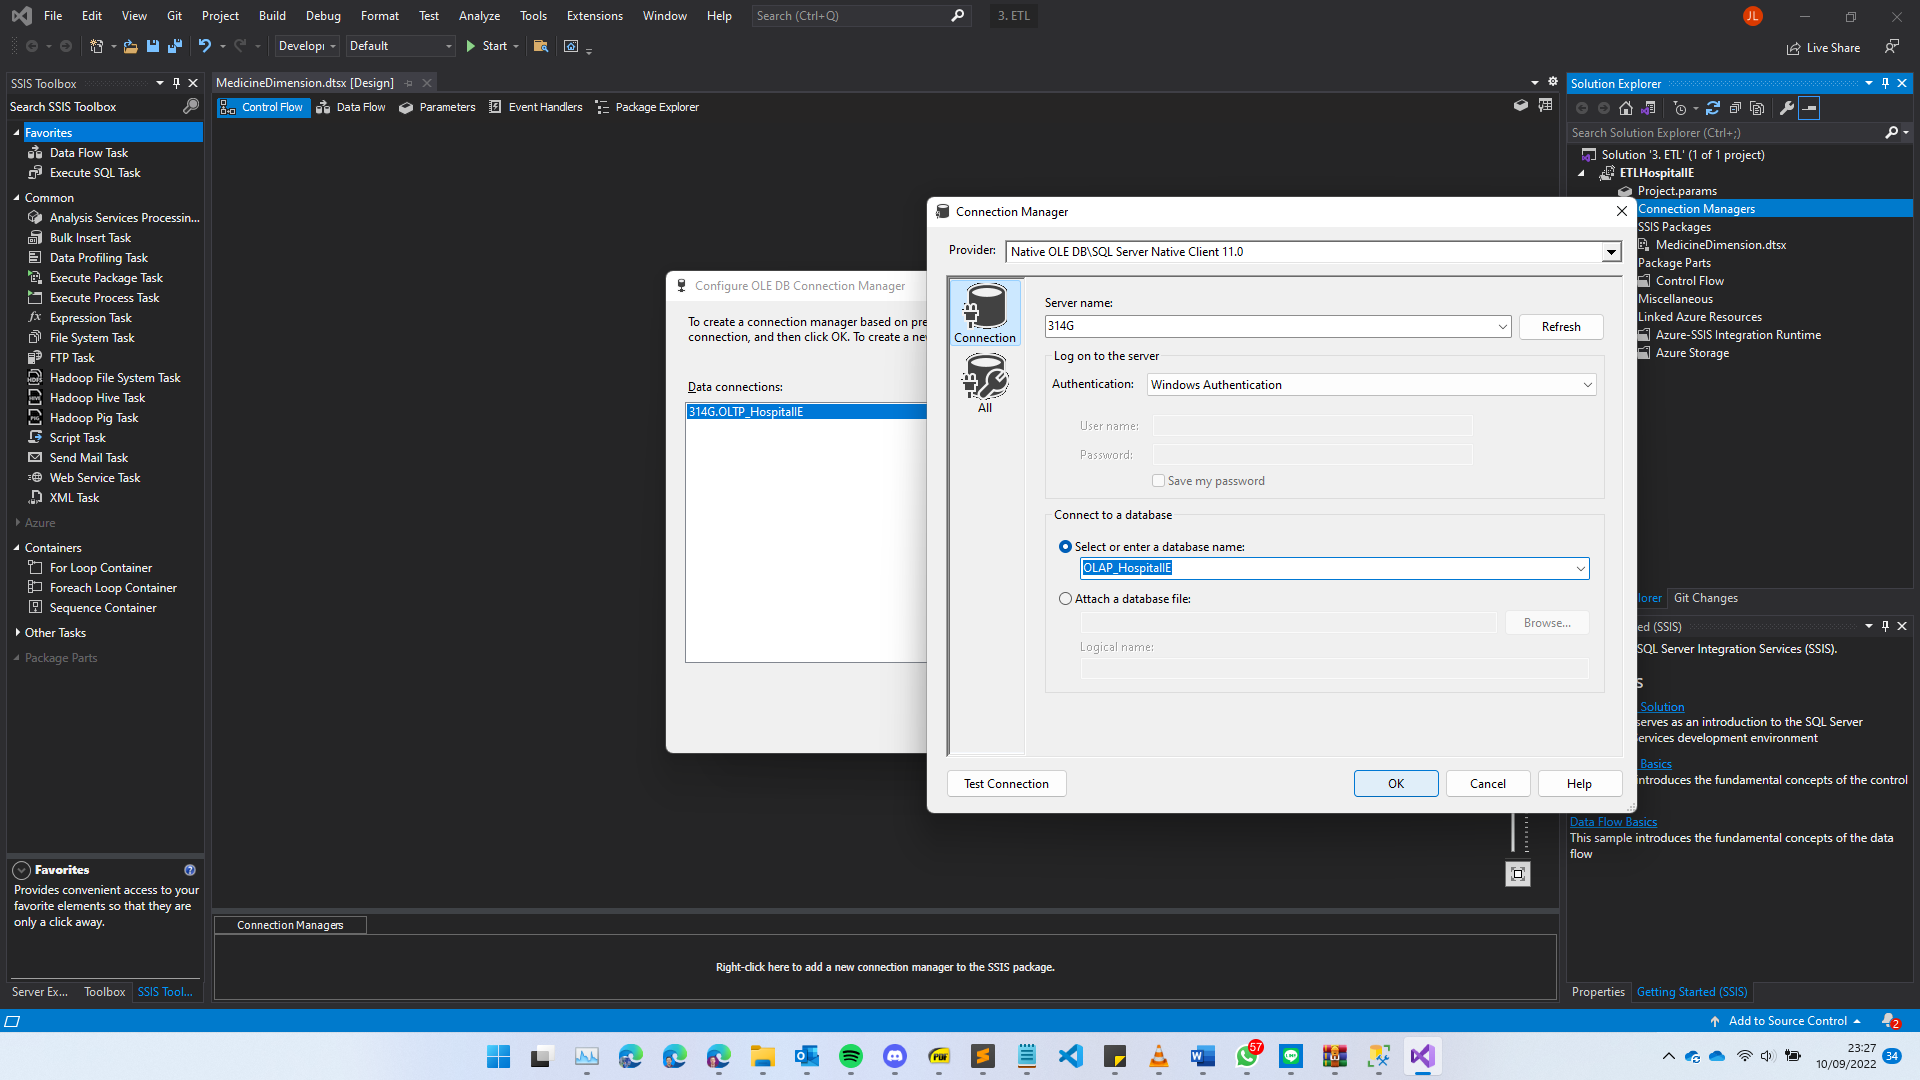 File Edit View Git Project Build Debug Format Test Analyze Tools Extensions Window Help Search (Ctrl+Q) 3. ETL JL
Develop Default Start Live Share
SSIS Toolbox
Search SSIS Toolbox
Favorites
Data Flow Task
Execute SQL Task
Common
Analysis Services Processin...
Bulk Insert Task
Data Profiling Task
Execute Package Task
Execute Process Task
Expression Task
File System Task
FTP Task
Hadoop File System Task
Hadoop Hive Task
Hadoop Pig Task
Script Task
Send Mail Task
Web Service Task
XML Task
Azure
Containers
For Loop Container
Foreach Loop Container
Sequence Container
Other Tasks
Package Parts
Favorites
Provides convenient access to your
favorite elements so that they are
only a click away.
Server Ex... Toolbox SSIS Tool...
MedicineDimension.dtsx [Design]
Control Flow Data Flow Parameters Event Handlers Package Explorer
Configure OLE DB Connection Manager
To create a connection manager based on pre
connection, and then click OK. To create a ne
Data connections:
314G.OLTP_HospitalIE
Connection Manager
Provider: Native OLE DB\SQL Server Native Client 11.0
Connection
All
Server name:
314G Refresh
Log on to the server
Authentication: Windows Authentication
User name:
Password:
Save my password
Connect to a database
Select or enter a database name:
OLAP_HospitalIE
Attach a database file:
Browse...
Logical name:
Test Connection OK Cancel Help
Connection Managers
Right-click here to add a new connection manager to the SSIS package.
Solution Explorer
Search Solution Explorer (Ctrl+;)
Solution '3. ETL' (1 of 1 project)
ETLHospitalIE
Project.params
Connection Managers
SSIS Packages
MedicineDimension.dtsx
Package Parts
Control Flow
Miscellaneous
Linked Azure Resources
Azure-SSIS Integration Runtime
Azure Storage
lorer Git Changes
ed (SSIS)
SQL Server Integration Services (SSIS).
s
Solution
serves as an introduction to the SQL Server
ervices development environment
Basics
introduces the fundamental concepts of the control
Data Flow Basics
This sample introduces the fundamental concepts of the data
flow
Properties Getting Started (SSIS)
Add to Source Control 2
PDF 57 23:27
10/09/2022 34